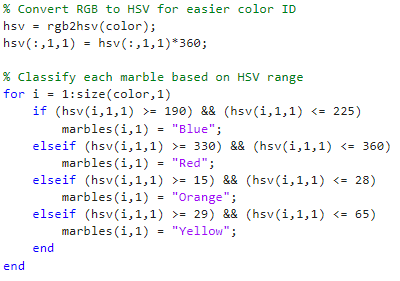 % Convert RGB to HSV for easier color ID
hsv = rgb2hsv(color);
hsv(:,1,1) = hsv(:,1,1)*360;

% Classify each marble based on HSV range
for i = 1:size(color,1)
    if (hsv(i,1,1) >= 190) && (hsv(i,1,1) <= 225)
        marbles(i,1) = "Blue";
    elseif (hsv(i,1,1) >= 330) && (hsv(i,1,1) <= 360)
        marbles(i,1) = "Red";
    elseif (hsv(i,1,1) >= 15) && (hsv(i,1,1) <= 28)
        marbles(i,1) = "Orange";
    elseif (hsv(i,1,1) >= 29) && (hsv(i,1,1) <= 65)
        marbles(i,1) = "Yellow";
    end
end